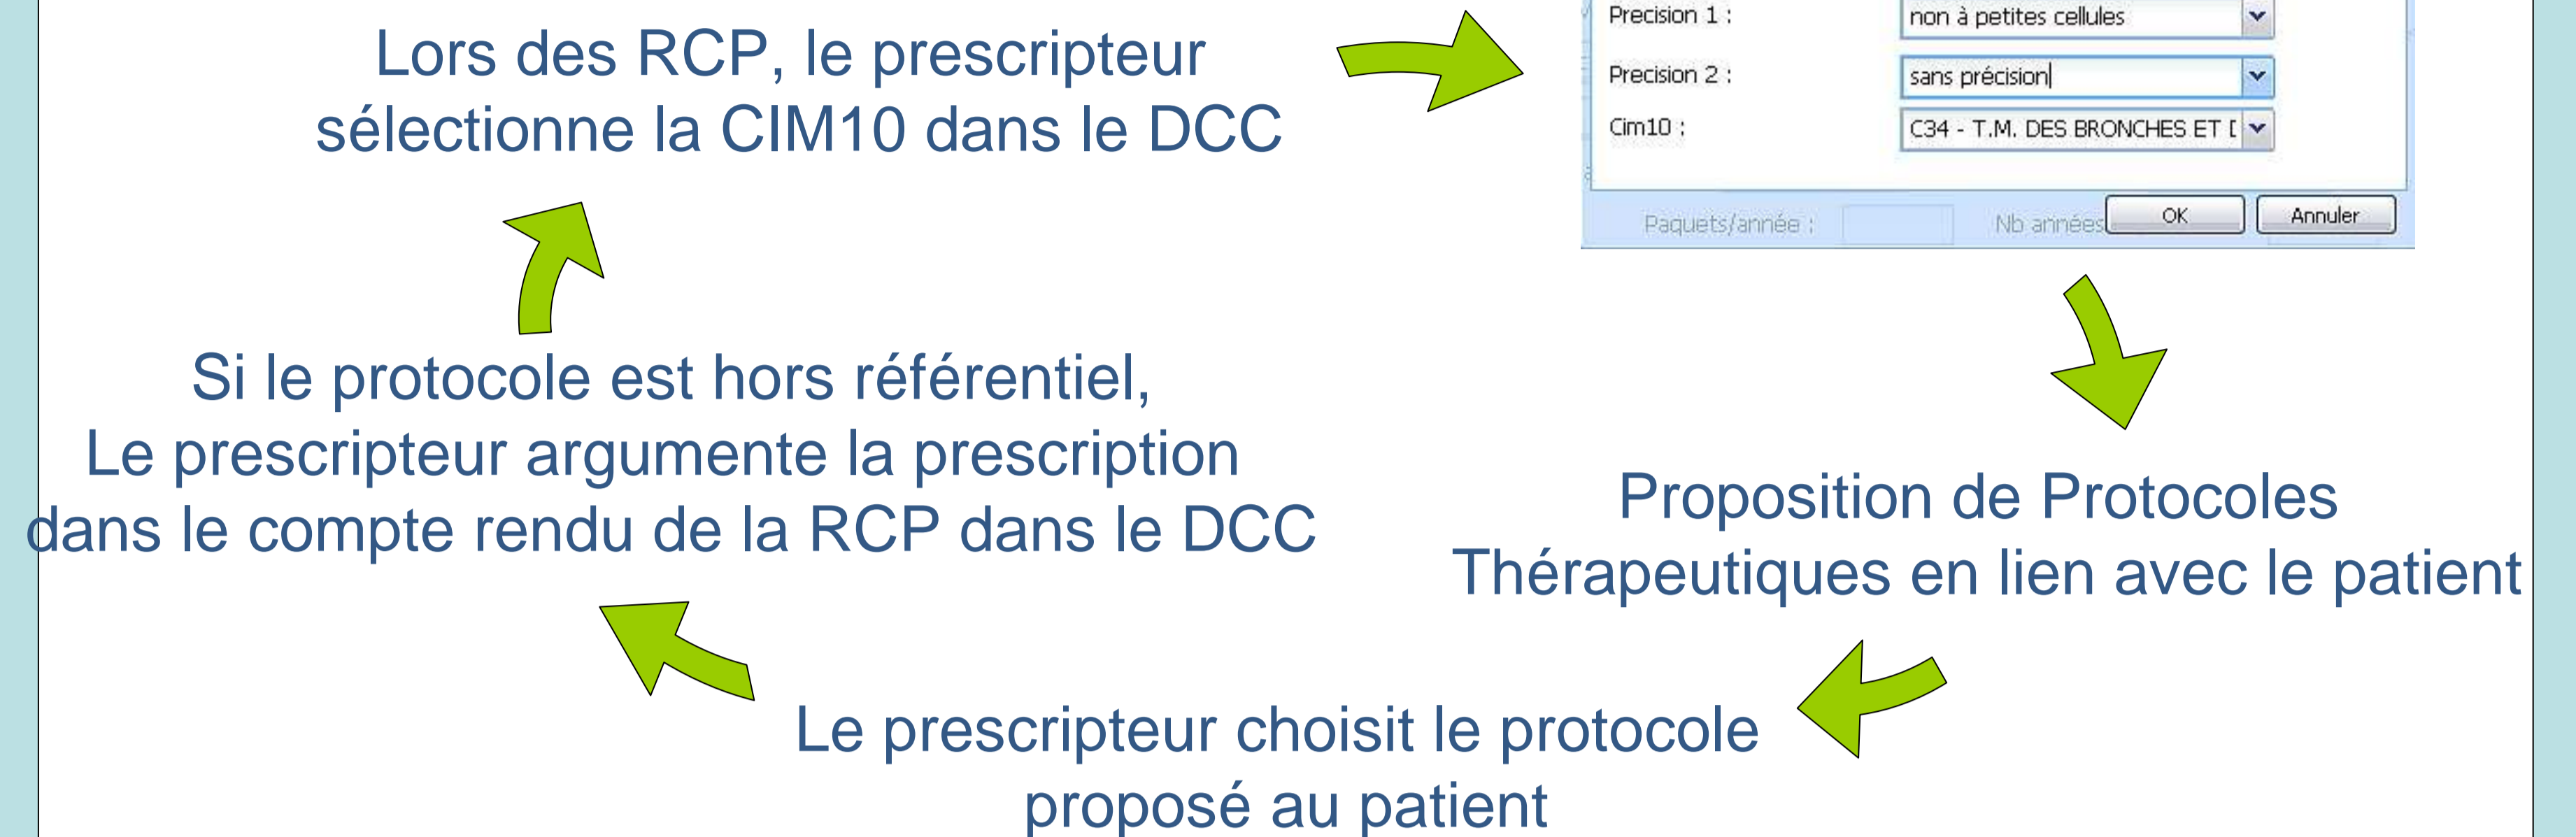 Lors des RCP, le prescripteur
sélectionne la CIM10 dans le DCC
Precision 1 :
non à petites cellules
Precision 2 :
sans précision
Cim10 :
C34 - T.M. DES BRONCHES ET
Paquets/année :
Nb années
OK
Annuler
Proposition de Protocoles
Thérapeutiques en lien avec le patient
Le prescripteur choisit le protocole
proposé au patient
Si le protocole est hors référentiel,
Le prescripteur argumente la prescription
dans le compte rendu de la RCP dans le DCC